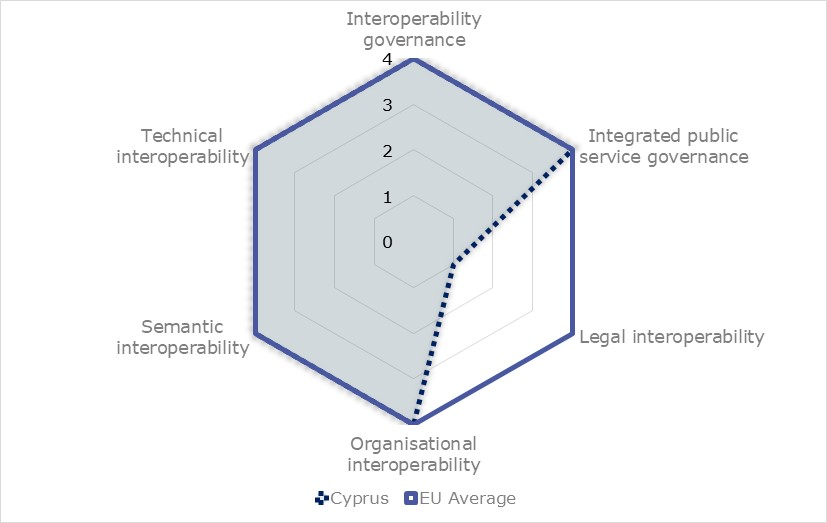 Interoperability
governance
4
3
2
1
0
Technical
interoperability
Integrated public
service governance
Semantic
interoperability
Legal interoperability
Organisational
interoperability
Cyprus EU Average